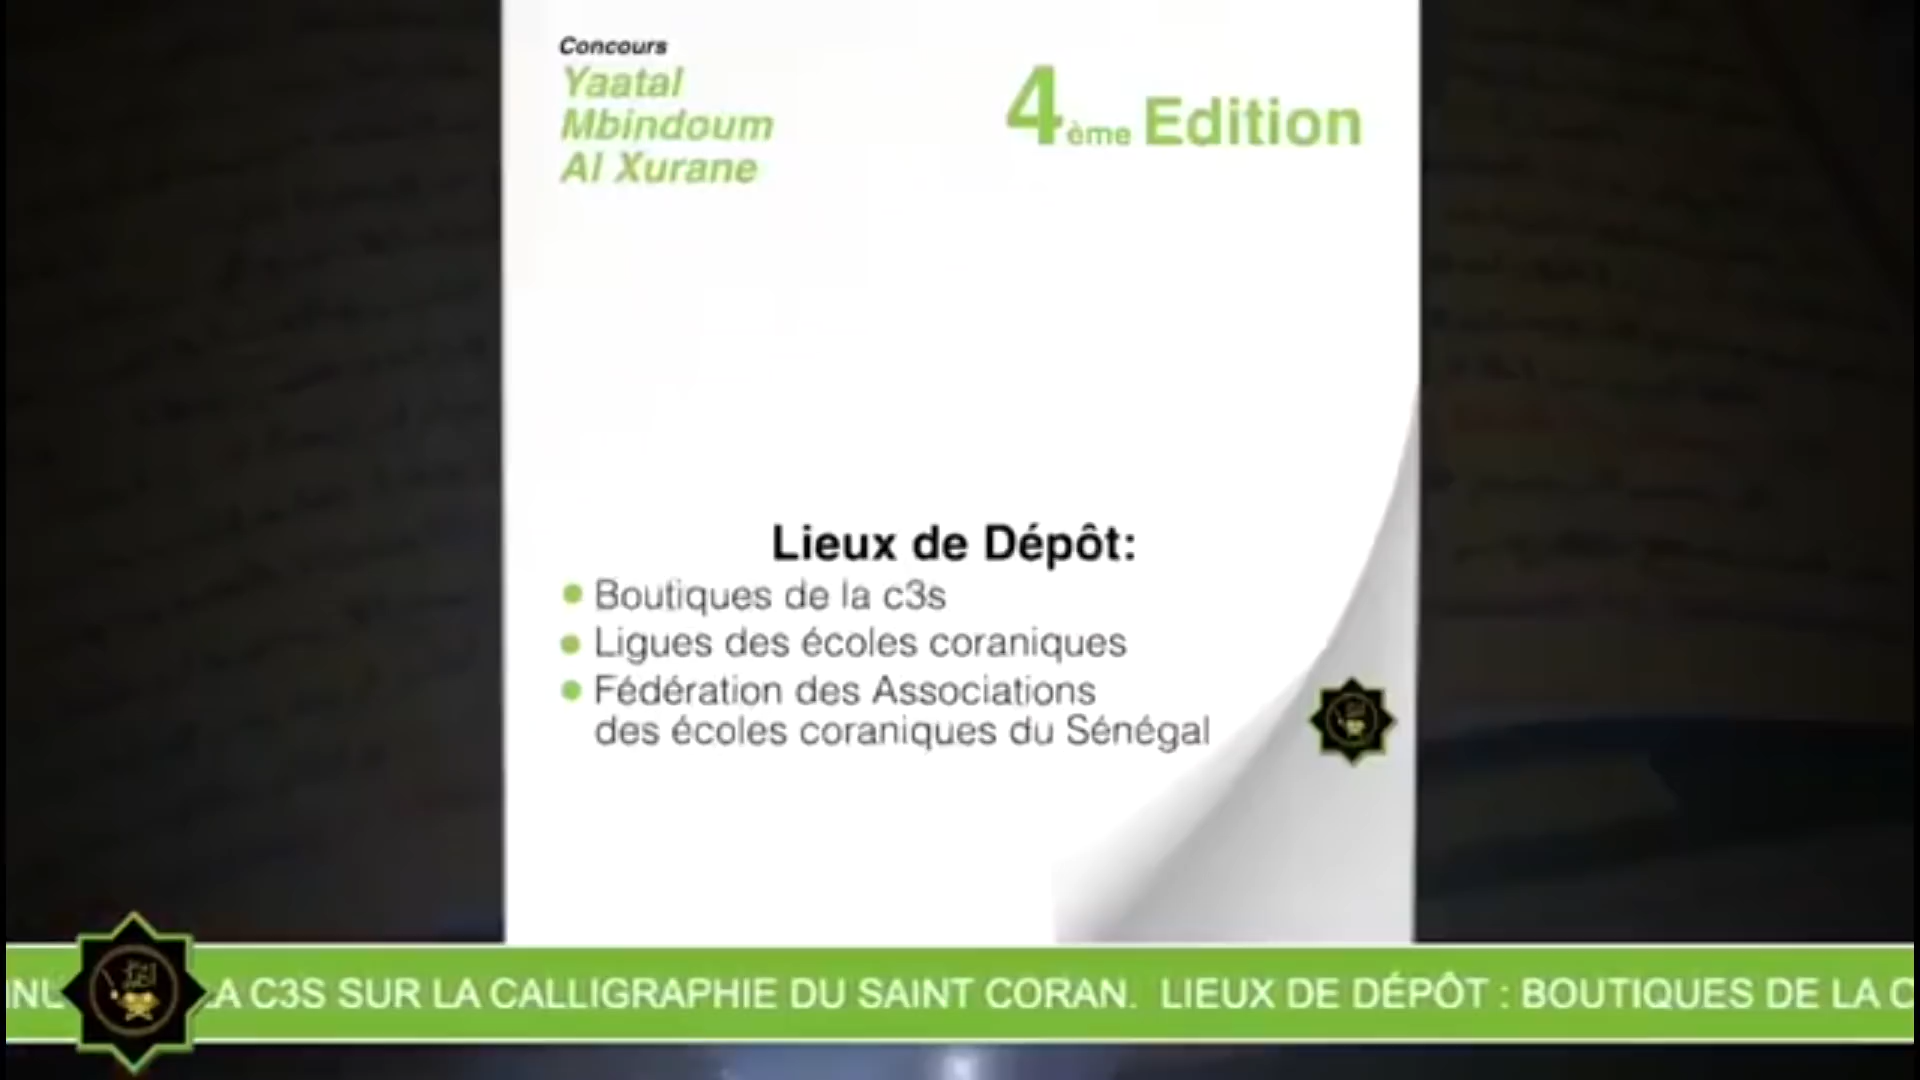 Concours
Yaatal
Mbindoum
Al Xurane
4ème Edition
Lieux de Dépôt:
Boutiques de la c3s
Ligues des écoles coraniques
Fédération des Associations
des écoles coraniques du Sénégal
C3S SUR LA CALLIGRAPHIE DU SAINT CORAN. LIEUX DE DÉPÔT : BOUTIQUES DE LA C